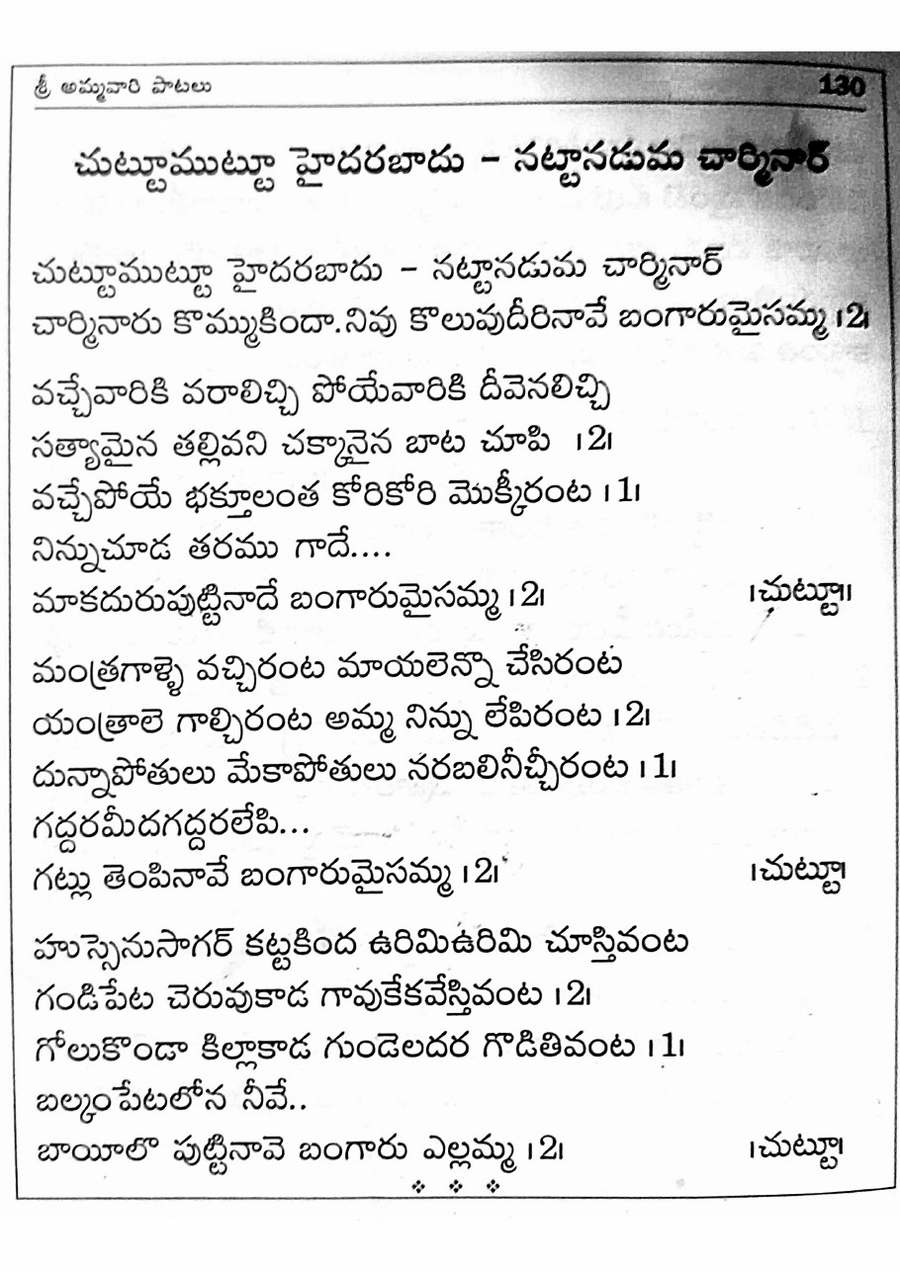 శ్రీ అమ్మవారి పాటలు 130
చుట్టూముట్టూ హైదరబాదు - నట్టానడుమ చార్మినార్
చుట్టూముట్టూ హైదరబాదు - నట్టానడుమ చార్మినార్
చార్మినారు కొమ్ముకిందా.నివు కొలువుదీరినావే బంగారుమైసమ్మ ।2।
వచ్చేవారికి వరాలిచ్చి పోయేవారికి దీవెనలిచ్చి
సత్యామైన తల్లివని చక్కానైన బాట చూపి ।2।
వచ్చేపోయే భక్తూలంత కోరికోరి మొక్కీరంట ।1।
నిన్నుచూడ తరము గాదే....
మాకదురుపుట్టినాదే బంగారుమైసమ్మ ।2। ।చుట్టూ॥
మంత్రగాళ్ళె వచ్చిరంట మాయలెన్నొ చేసిరంట
యంత్రాలె గాల్చిరంట అమ్మ నిన్ను లేపిరంట ।2।
దున్నాపోతులు మేకాపోతులు నరబలినీచ్చీరంట ।1।
గద్దరమీదగద్దరలేపి...
గట్లు తెంపినావే బంగారుమైసమ్మ ।2। ।చుట్టూ।
హుస్సెనుసాగర్ కట్టకింద ఉరిమిఉరిమి చూస్తివంట
గండిపేట చెరువుకాడ గావుకేకవేస్తివంట ।2।
గోలుకొండా కిల్లాకాడ గుండెలదర గొడితివంట ।1।
బల్కంపేటలోన నీవే..
బాయీలొ పుట్టినావె బంగారు ఎల్లమ్మ ।2। ।చుట్టూ।